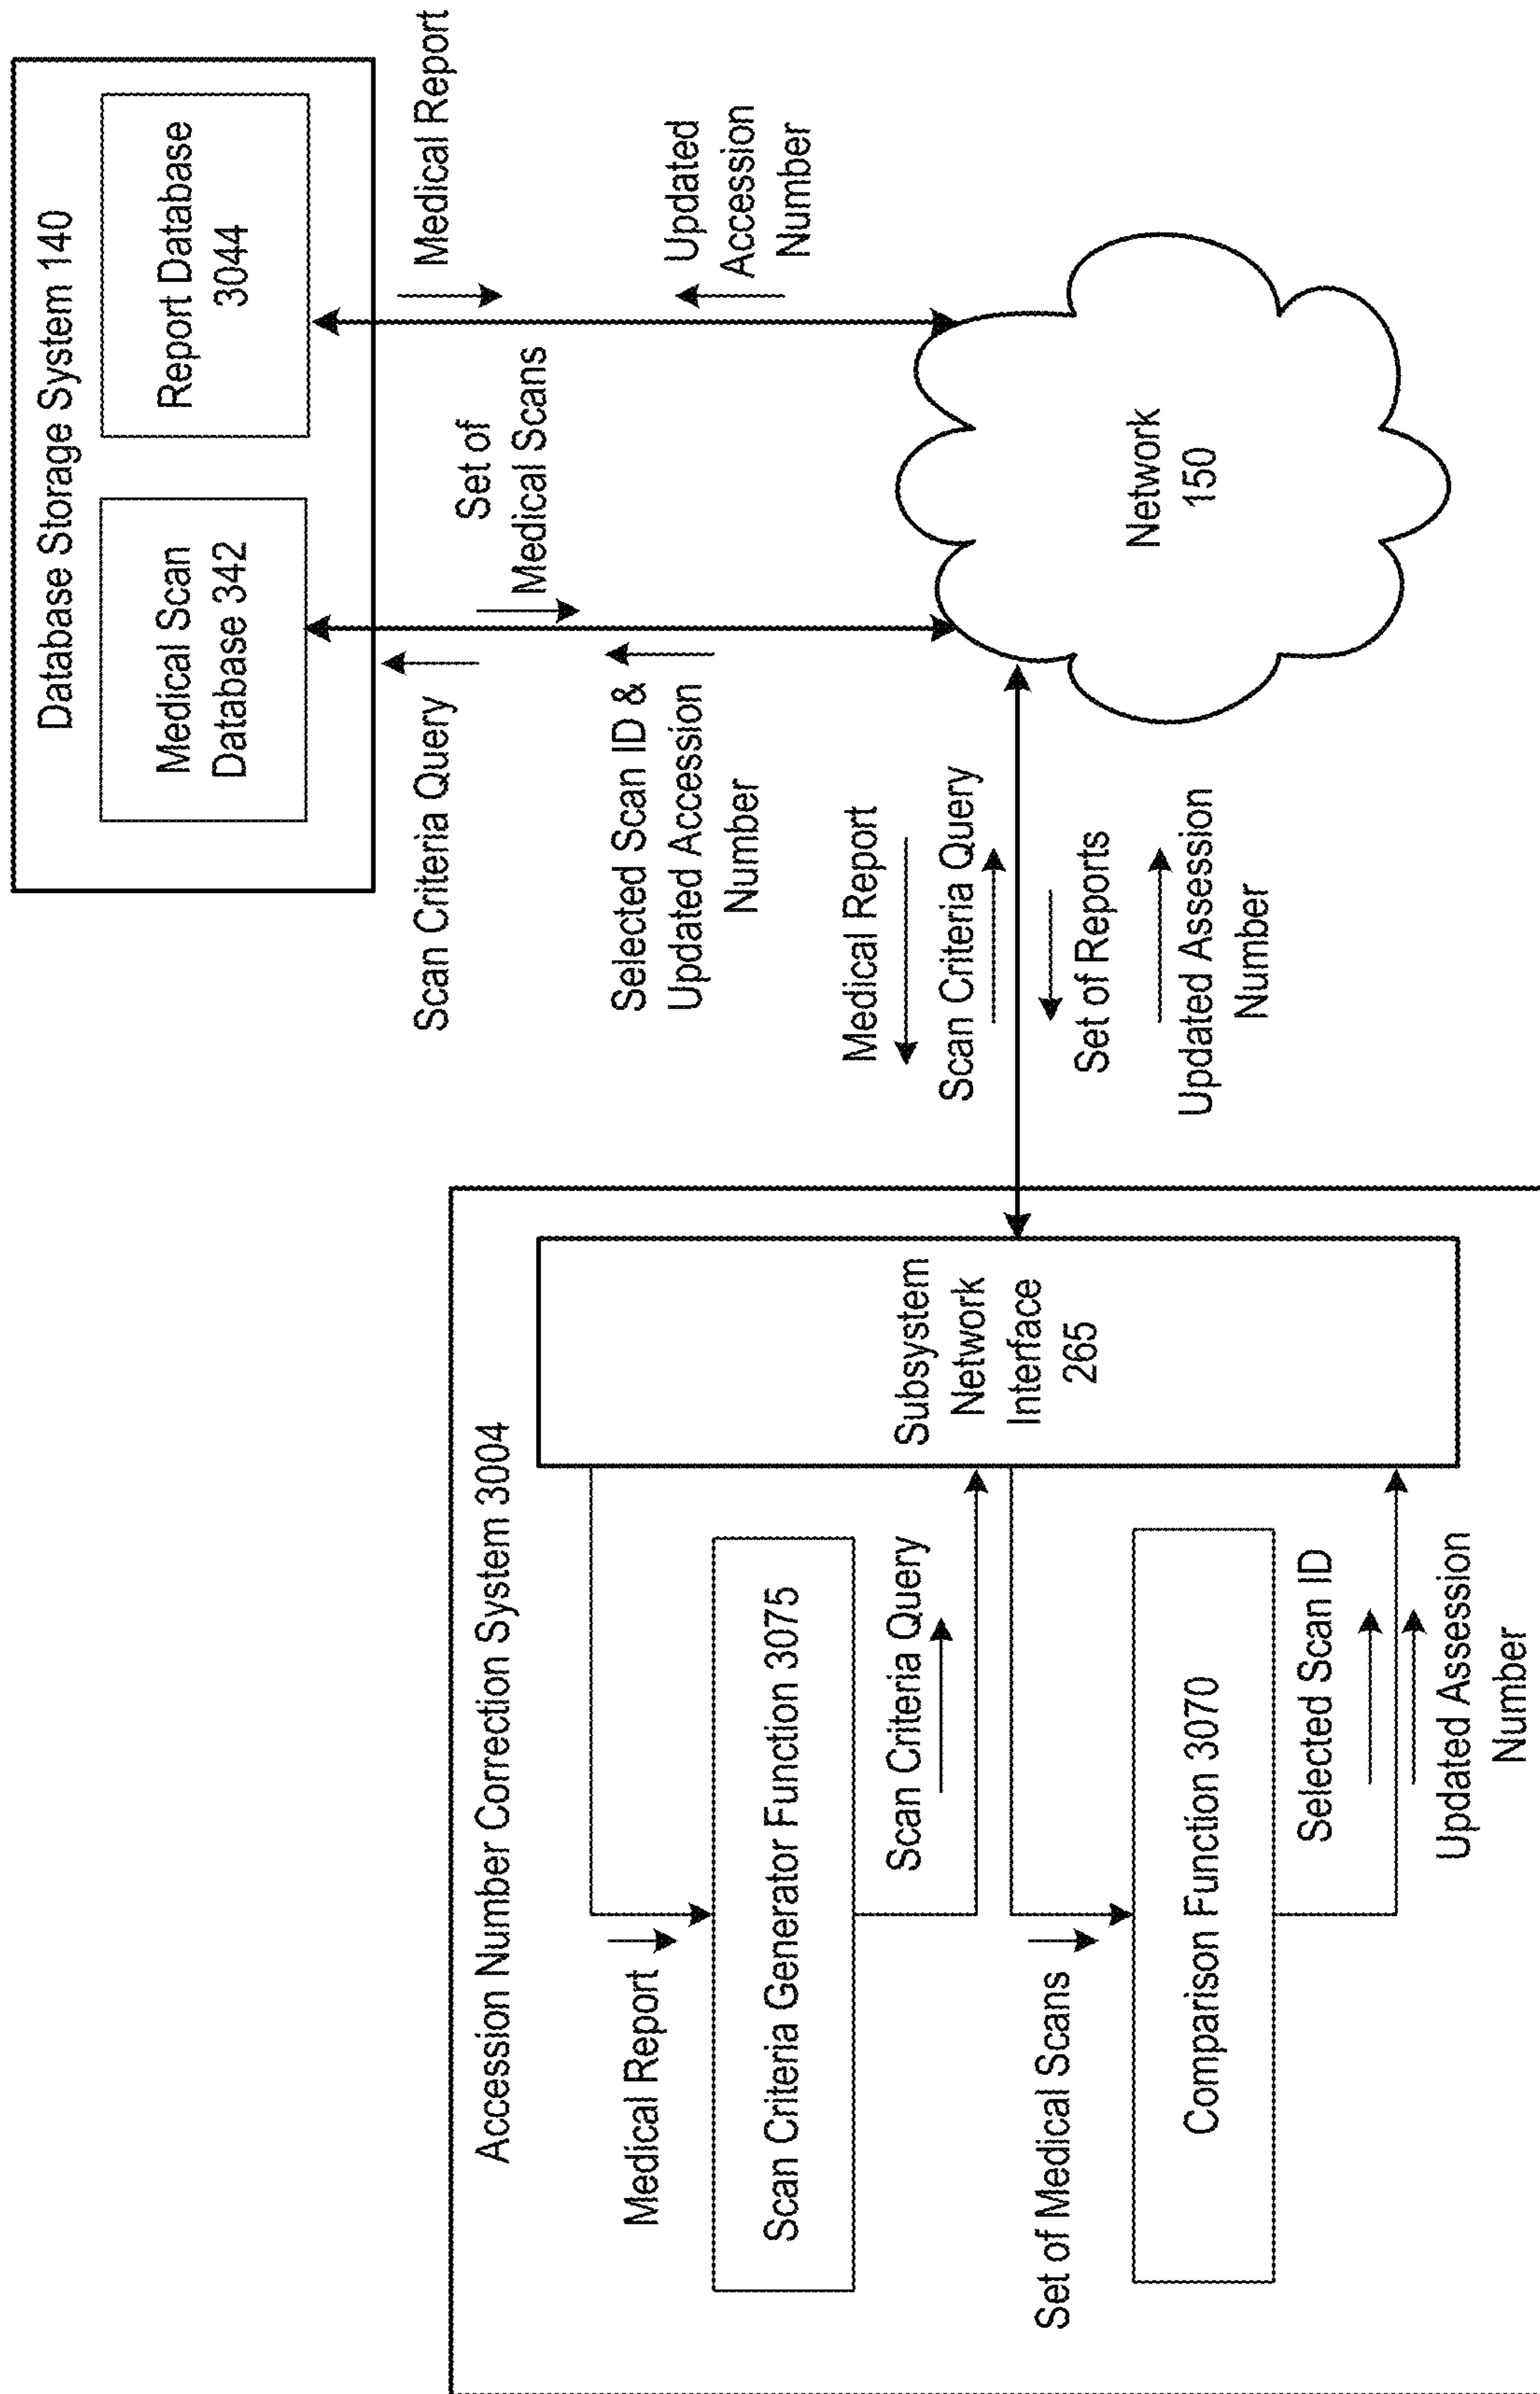 Database Storage System 140
Medical Scan
Database 342
Report Database
3044
Scan Criteria Query
Set of
Medical Scans
Medical Report
Selected Scan ID &
Updated Accession
Number
Updated
Accession
Number
Network
150
Medical Report
Scan Criteria Query
Set of Reports
Updated Assession
Number
Accession Number Correction System 3004
Subsystem
Network
Interface
265
Medical Report
Scan Criteria Generator Function 3075
Scan Criteria Query
Set of Medical Scans
Comparison Function 3070
Selected Scan ID
Updated Assession
Number